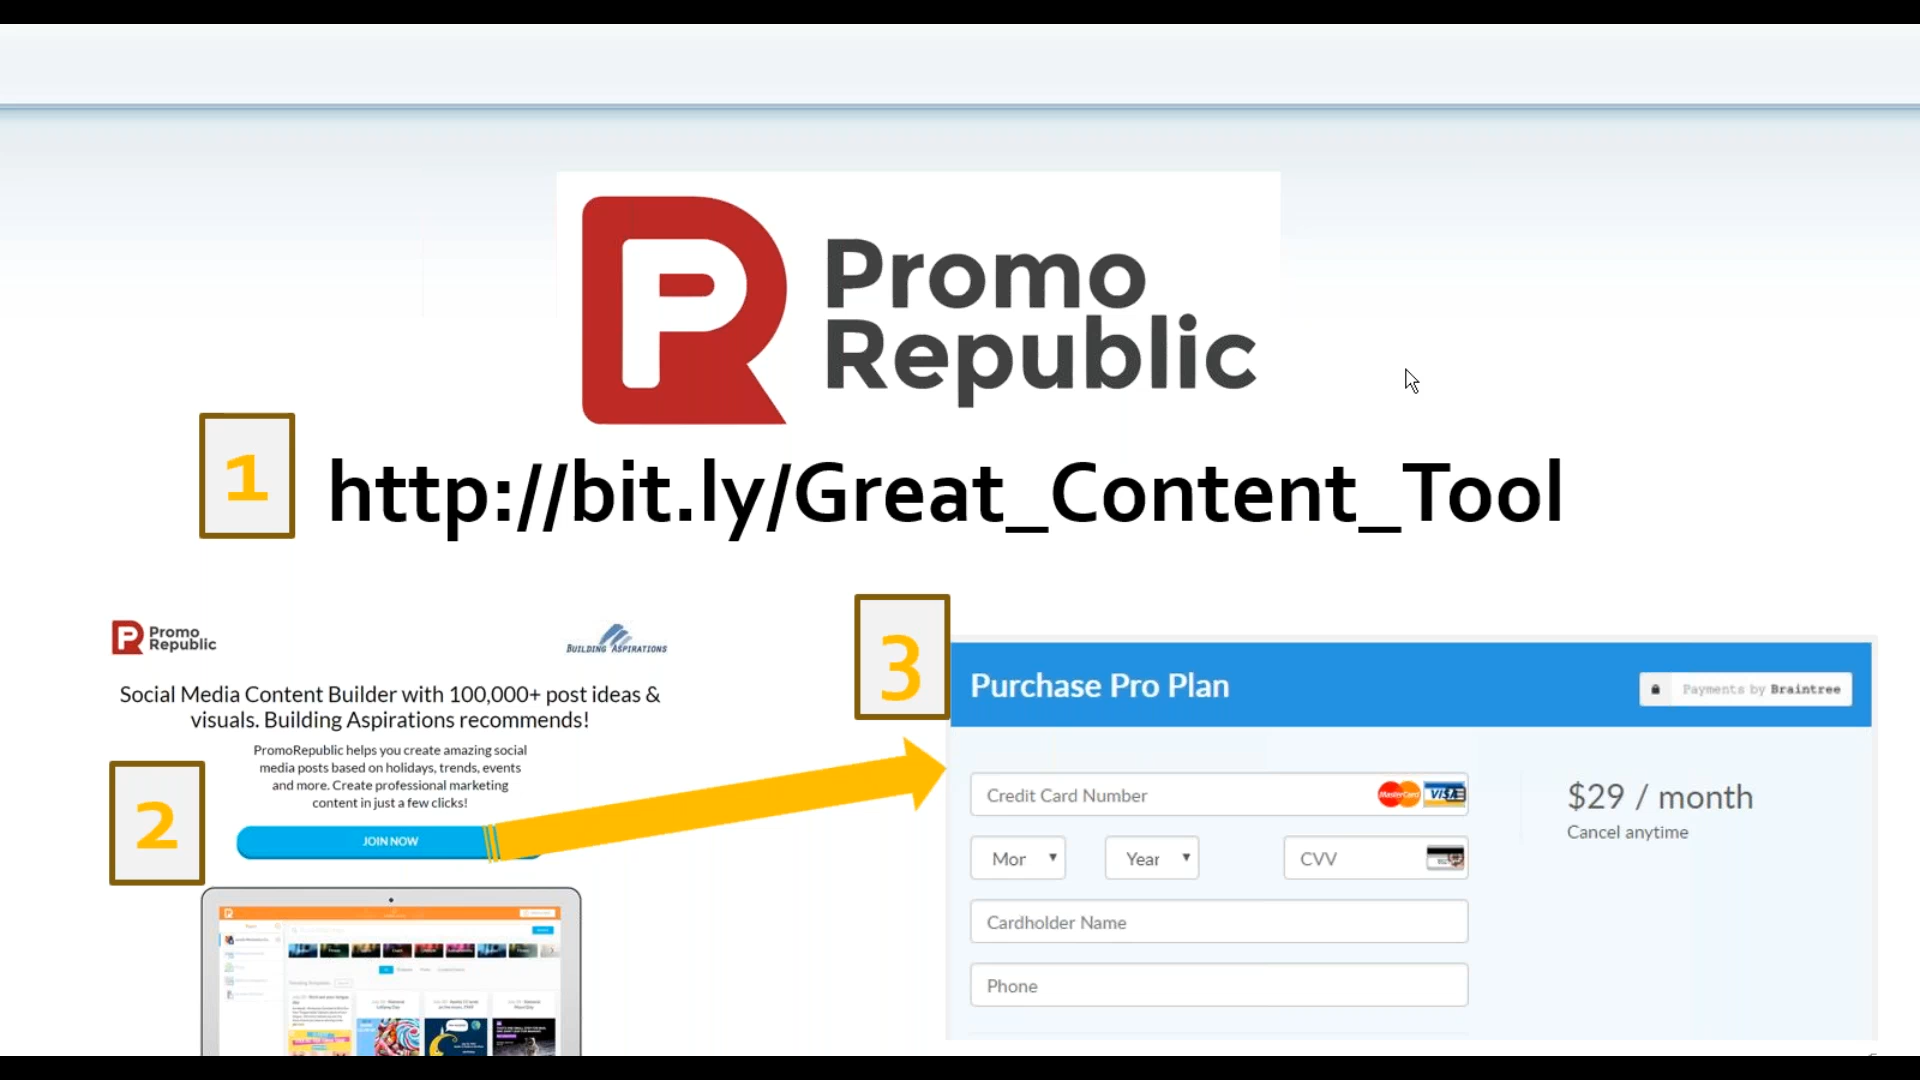 Promo
Republic
1
http://bit.ly/Great_Content_Tool
Promo
Republic
BUILDING ASPIRATIONS
Social Media Content Builder with 100,000+ post ideas &
visuals. Building Aspirations recommends!
PromoRepublic helps you create amazing social
media posts based on holidays, trends, events
and more. Create professional marketing
content in just a few clicks!
2
JOIN NOW
3
Purchase Pro Plan
Payments by Braintree
Credit Card Number
MasterCard
VISA
$29 / month
Cancel anytime
Mor
Year
CVV
Cardholder Name
Phone